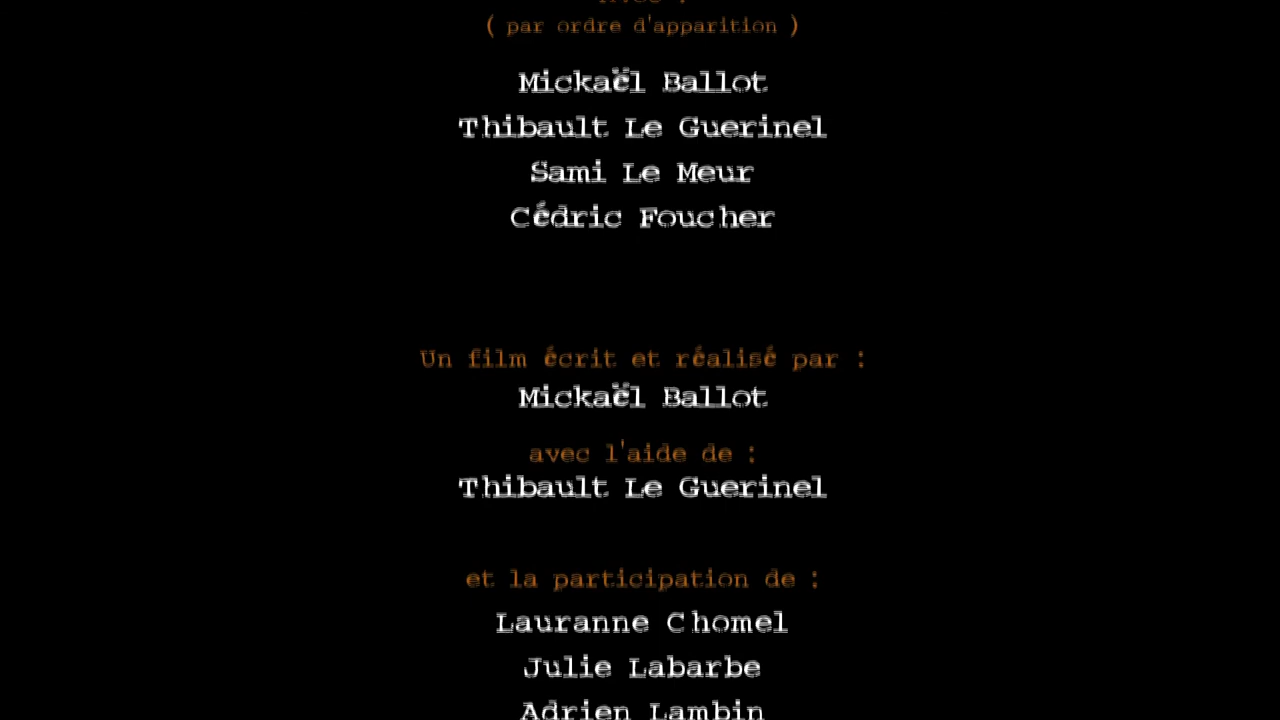 ( par ordre d'apparition )
Mickaël Ballot
Thibault Le Guerinel
Sami Le Meur
Cédric Foucher
Un film écrit et réalisé par :
Mickaël Ballot
avec l'aide de :
Thibault Le Guerinel
et la participation de :
Lauranne Chomel
Julie Labarbe
Adrien Lambin